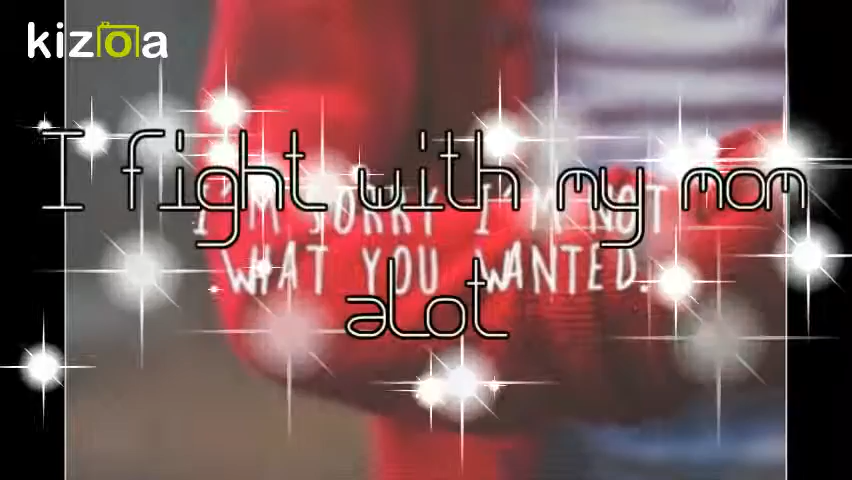 kizoa
I fight with my mom
I'M SORRY I'M NOT
WHAT YOU WANTED.
alot